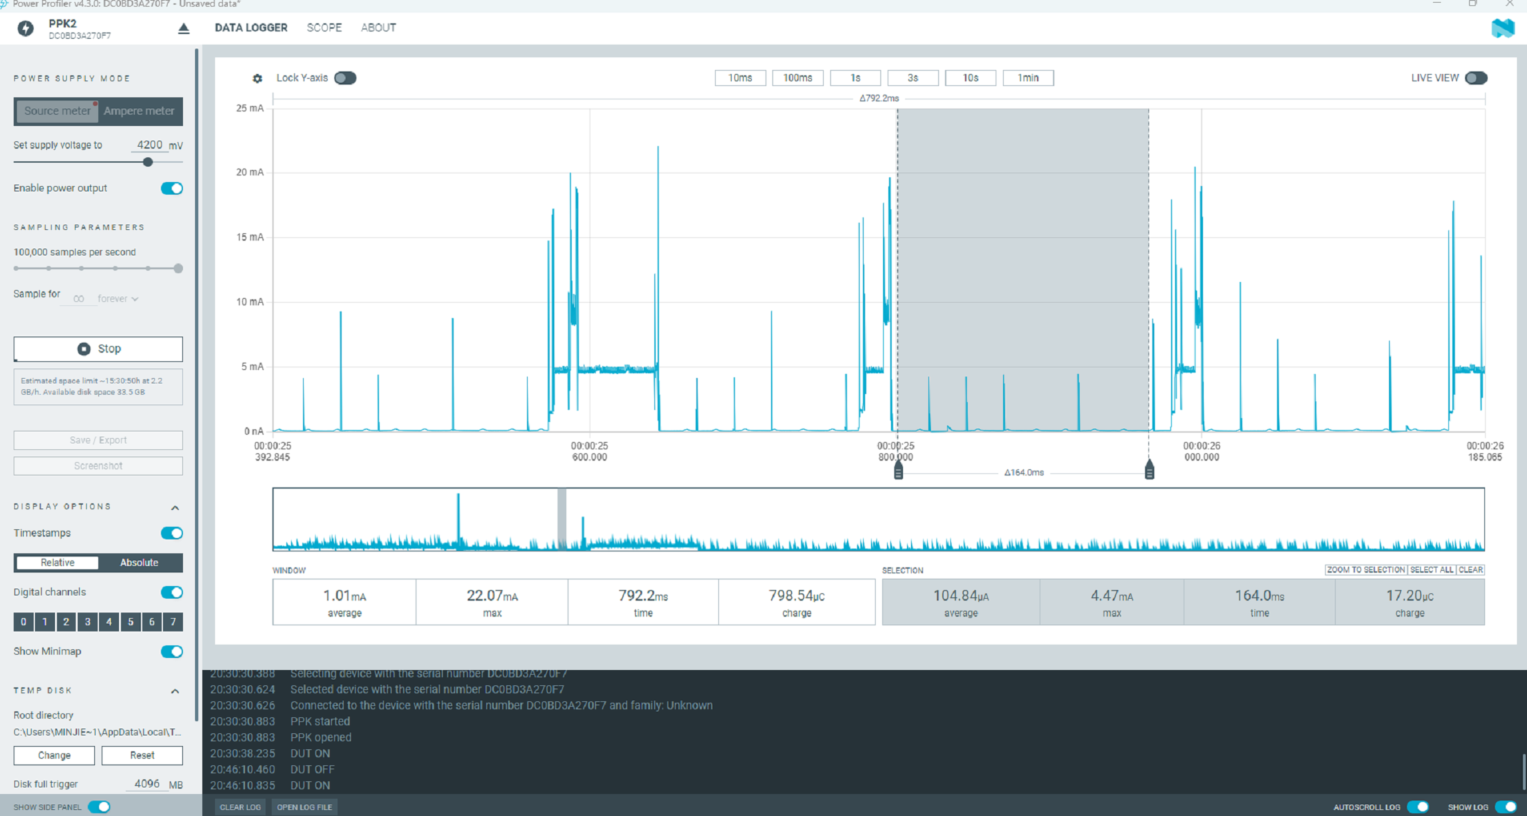 Power Profiler v4.3.0: DC0BD3A270F7 - Unsaved data*
PPK2
DC0BD3A270F7
DATA LOGGER SCOPE ABOUT
POWER SUPPLY MODE
Source meter* Ampere meter
Set supply voltage to 4200 mV
Enable power output
SAMPLING PARAMETERS
100,000 samples per second
Sample for ∞ forever
Stop
Estimated space limit ~15:30:50h at 2.2
GB/h. Available disk space 33.5 GB
Save / Export
Screenshot
DISPLAY OPTIONS
Timestamps
Relative Absolute
Digital channels
0 1 2 3 4 5 6 7
Show Minimap
TEMP DISK
Root directory
C:\Users\MINJIE~1\AppData\Local\T...
Change Reset
Disk full trigger 4096 MB
SHOW SIDE PANEL
Lock Y-axis
10ms 100ms 1s 3s 10s 1min
LIVE VIEW
Δ792.2ms
25 mA
20 mA
15 mA
10 mA
5 mA
0 nA
00:00:25 00:00:25 00:00:25 00:00:26 00:00:26
392.845 600.000 800.000 000.000 185.065
Δ164.0ms
WINDOW
1.01mA 22.07mA 792.2ms 798.54μC
average max time charge
SELECTION
ZOOM TO SELECTION SELECT ALL CLEAR
104.84μA 4.47mA 164.0ms 17.20μC
average max time charge
20:30:30.388 Selecting device with the serial number DC0BD3A270F7
20:30:30.624 Selected device with the serial number DC0BD3A270F7
20:30:30.626 Connected to the device with the serial number DC0BD3A270F7 and family: Unknown
20:30:30.883 PPK started
20:30:30.883 PPK opened
20:30:38.235 DUT ON
20:46:10.460 DUT OFF
20:46:10.835 DUT ON
CLEAR LOG OPEN LOG FILE
AUTOSCROLL LOG SHOW LOG